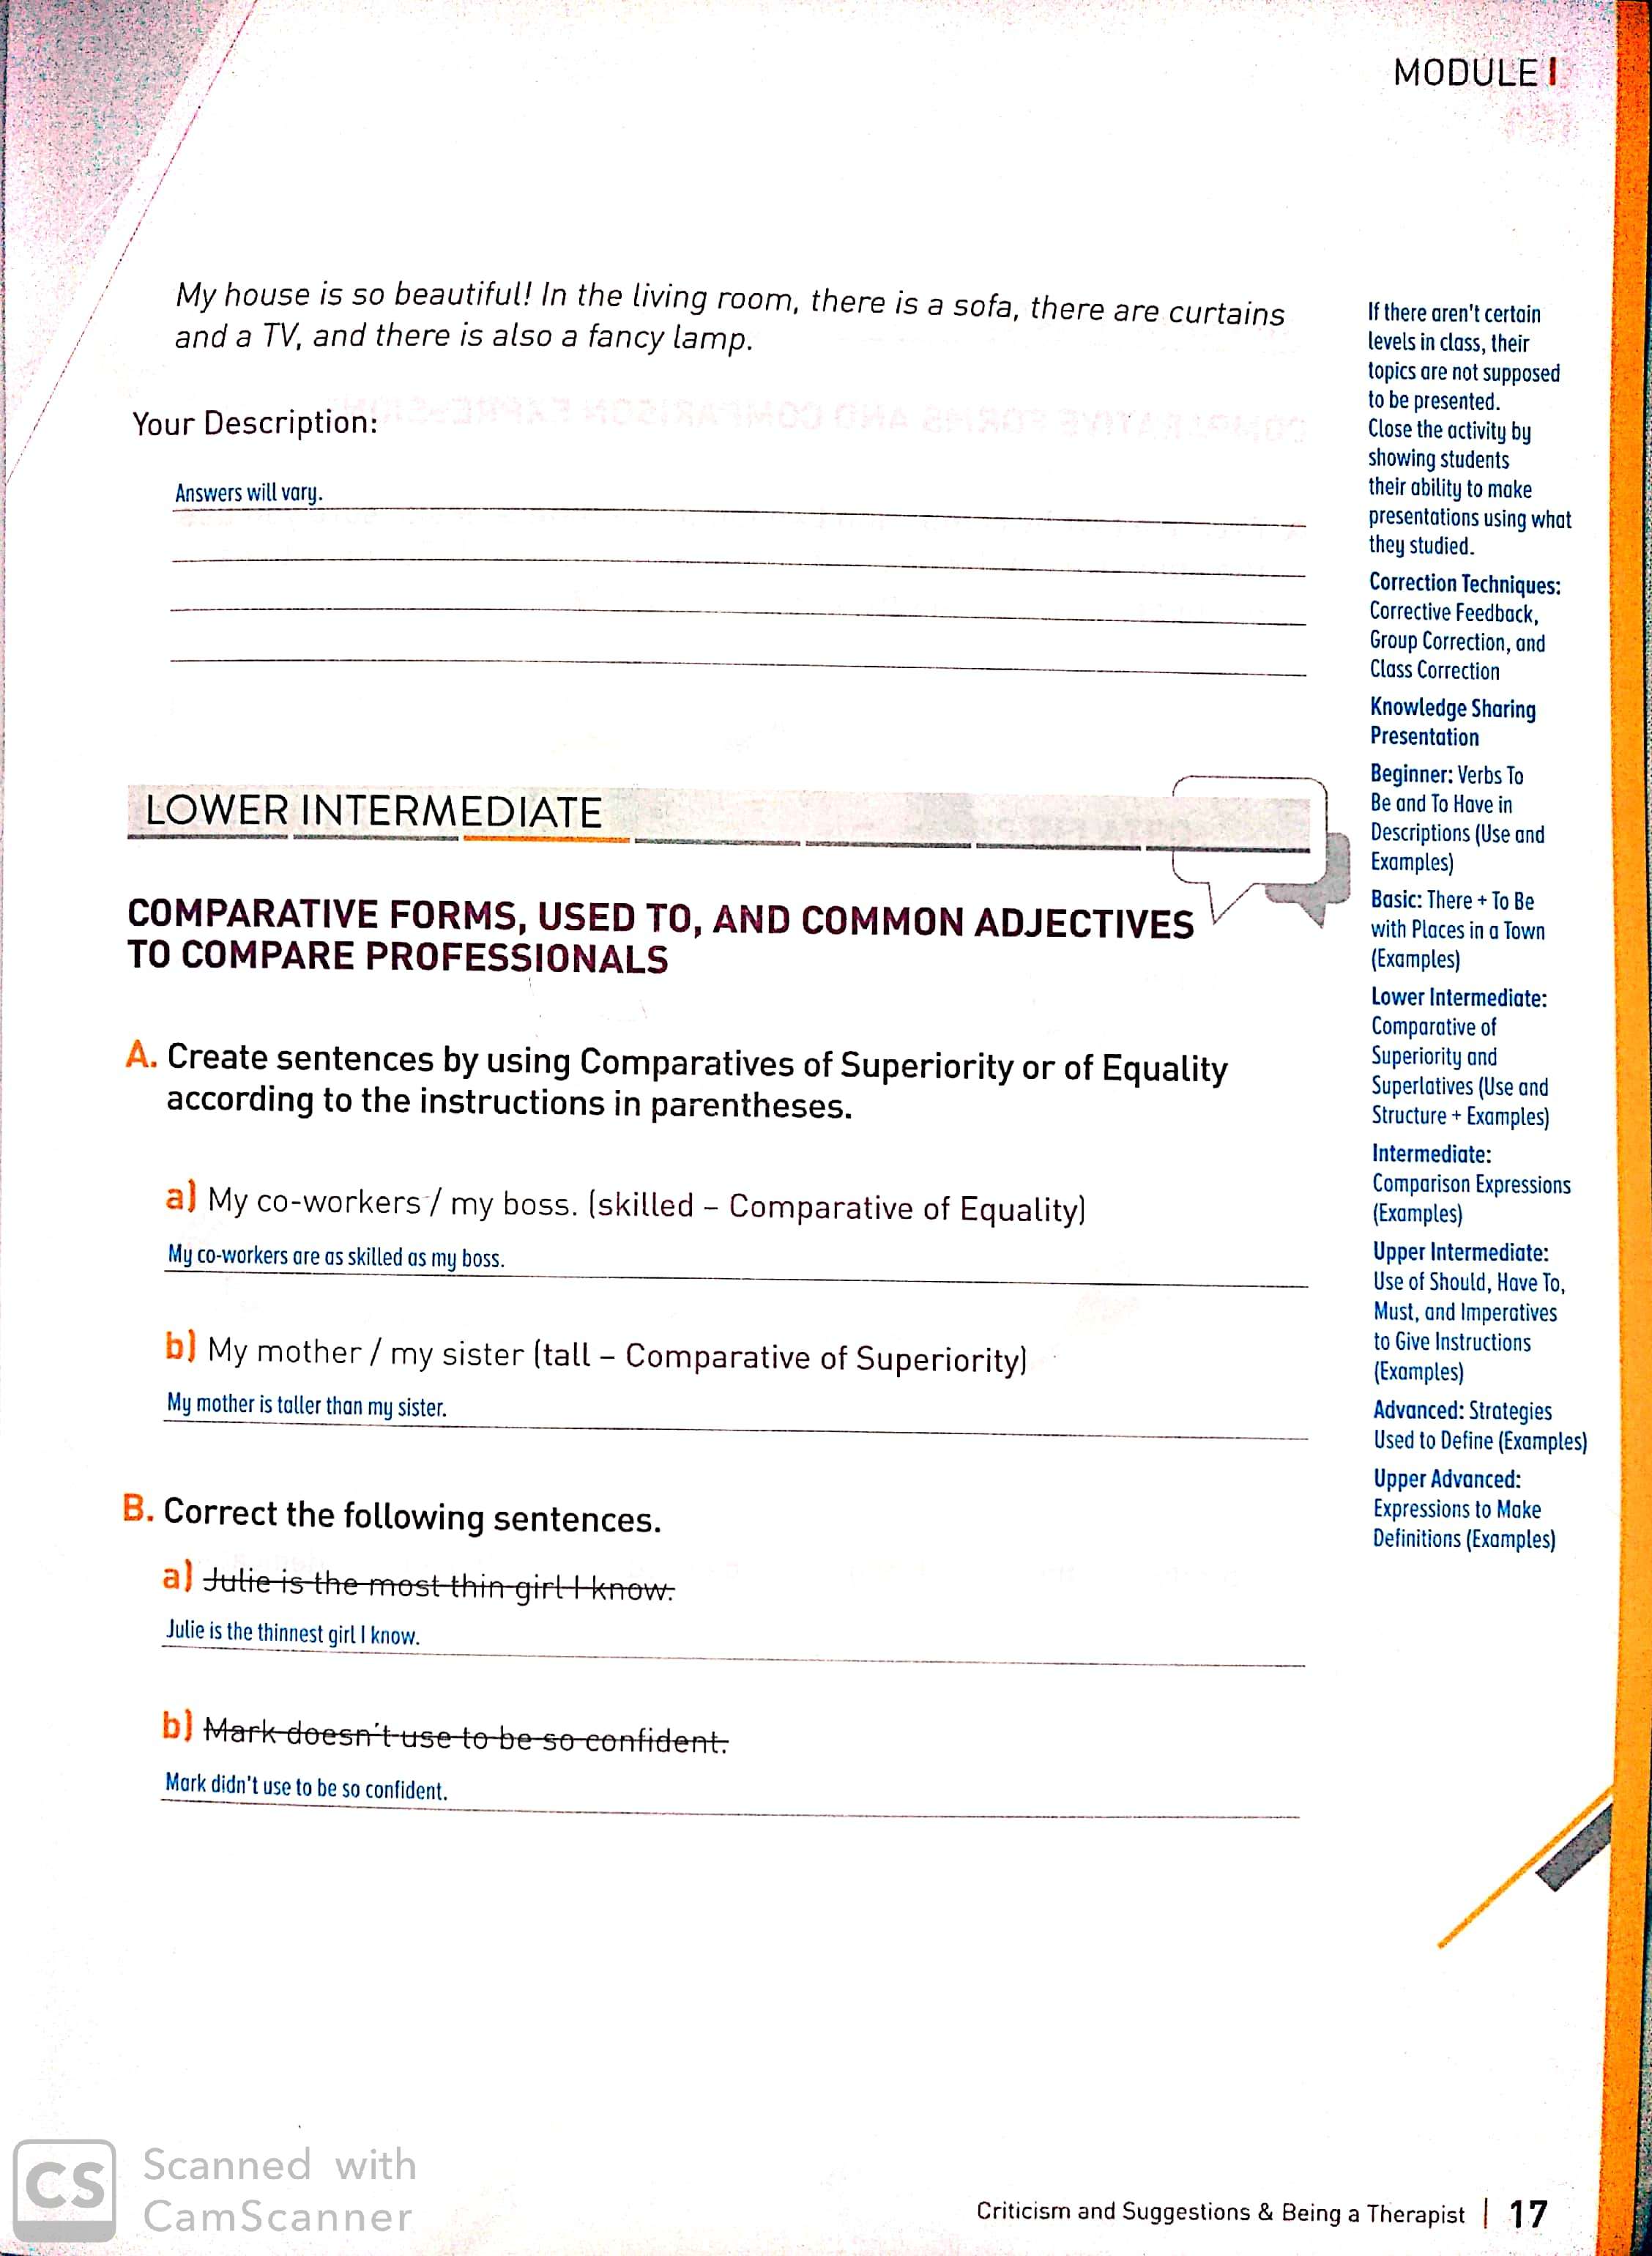 MODULE I
My house is so beautiful! In the living room, there is a sofa, there are curtains
and a TV, and there is also a fancy lamp.
Your Description:
Answers will vary.
LOWER INTERMEDIATE
COMPARATIVE FORMS, USED TO, AND COMMON ADJECTIVES
TO COMPARE PROFESSIONALS
A. Create sentences by using Comparatives of Superiority or of Equality
according to the instructions in parentheses.
a) My co-workers / my boss. (skilled – Comparative of Equality)
My co-workers are as skilled as my boss.
b) My mother / my sister (tall – Comparative of Superiority)
My mother is taller than my sister.
B. Correct the following sentences.
a) Julie is the most thin girl I know.
Julie is the thinnest girl I know.
b) Mark doesn't use to be so confident.
Mark didn't use to be so confident.
If there aren't certain
levels in class, their
topics are not supposed
to be presented.
Close the activity by
showing students
their ability to make
presentations using what
they studied.
Correction Techniques:
Corrective Feedback,
Group Correction, and
Class Correction
Knowledge Sharing
Presentation
Beginner: Verbs To
Be and To Have in
Descriptions (Use and
Examples)
Basic: There + To Be
with Places in a Town
(Examples)
Lower Intermediate:
Comparative of
Superiority and
Superlatives (Use and
Structure + Examples)
Intermediate:
Comparison Expressions
(Examples)
Upper Intermediate:
Use of Should, Have To,
Must, and Imperatives
to Give Instructions
(Examples)
Advanced: Strategies
Used to Define (Examples)
Upper Advanced:
Expressions to Make
Definitions (Examples)
CS
Scanned with
CamScanner
Criticism and Suggestions & Being a Therapist | 17